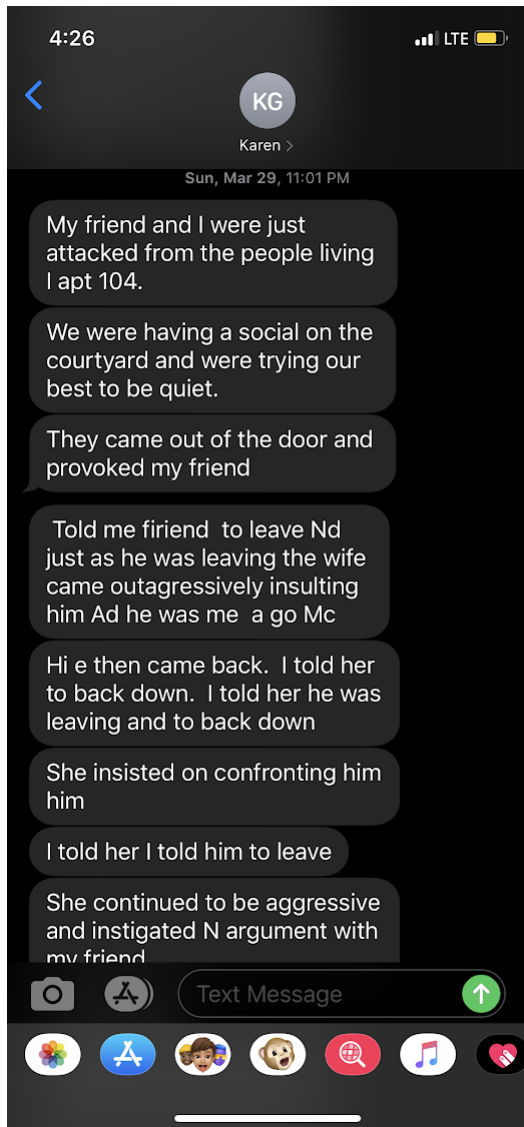 4:26
LTE
KG
Karen >
Sun, Mar 29, 11:01 PM
My friend and I were just
attacked from the people living
I apt 104.
We were having a social on the
courtyard and were trying our
best to be quiet.
They came out of the door and
provoked my friend
Told me firiend to leave Nd
just as he was leaving the wife
came outagressively insulting
him Ad he was me a go Mc
Hi e then came back. I told her
to back down. I told her he was
leaving and to back down
She insisted on confronting him
him
I told her I told him to leave
She continued to be aggressive
and instigated N argument with
my friend
Text Message